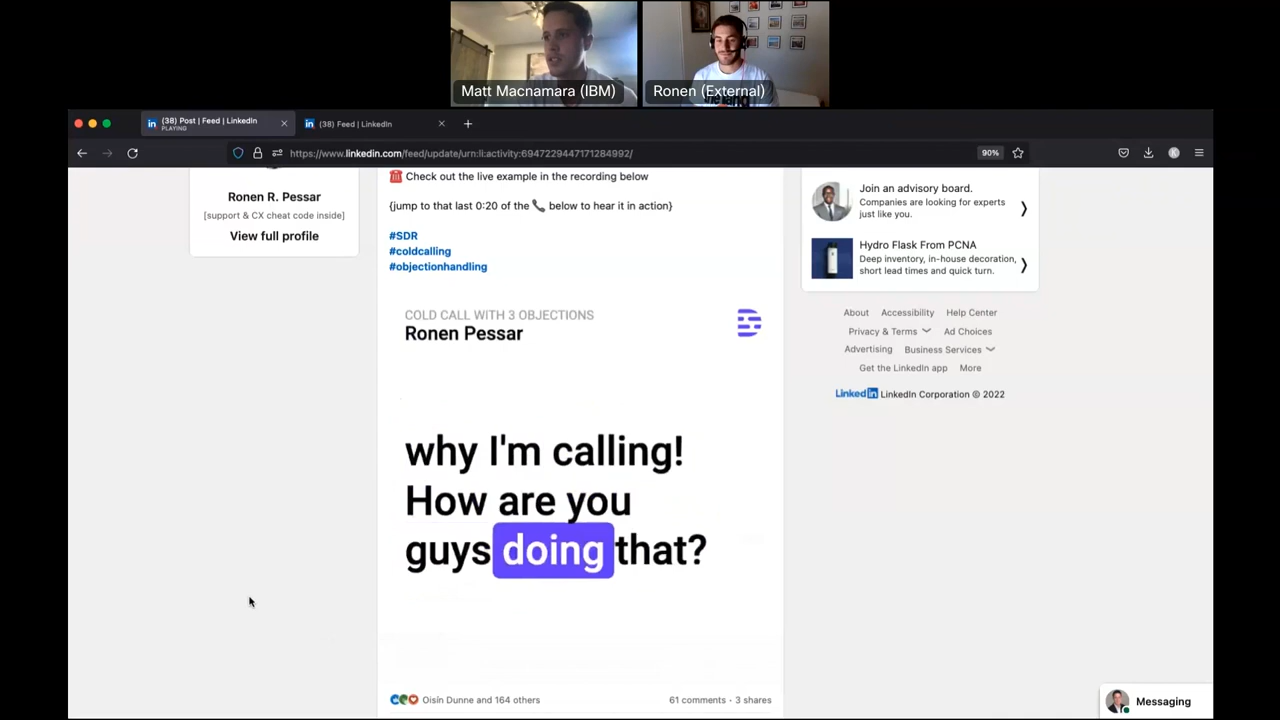 Matt Macnamara (IBM)
Ronen (External)
(38) Post | Feed | LinkedIn
PLAYING
(38) Feed | LinkedIn
https://www.linkedin.com/feed/update/urn:li:activity:6947229447171284992/
90%
K
Ronen R. Pessar
[support & CX cheat code inside]
View full profile
Check out the live example in the recording below
{jump to that last 0:20 of the 📞 below to hear it in action}
#SDR
#coldcalling
#objectionhandling
COLD CALL WITH 3 OBJECTIONS
Ronen Pessar
why I'm calling!
How are you
guys doing that?
Oisín Dunne and 164 others
61 comments · 3 shares
Join an advisory board.
Companies are looking for experts
just like you.
Hydro Flask From PCNA
Deep inventory, in-house decoration,
short lead times and quick turn.
About Accessibility Help Center
Privacy & Terms Ad Choices
Advertising Business Services
Get the LinkedIn app More
LinkedIn LinkedIn Corporation © 2022
Messaging